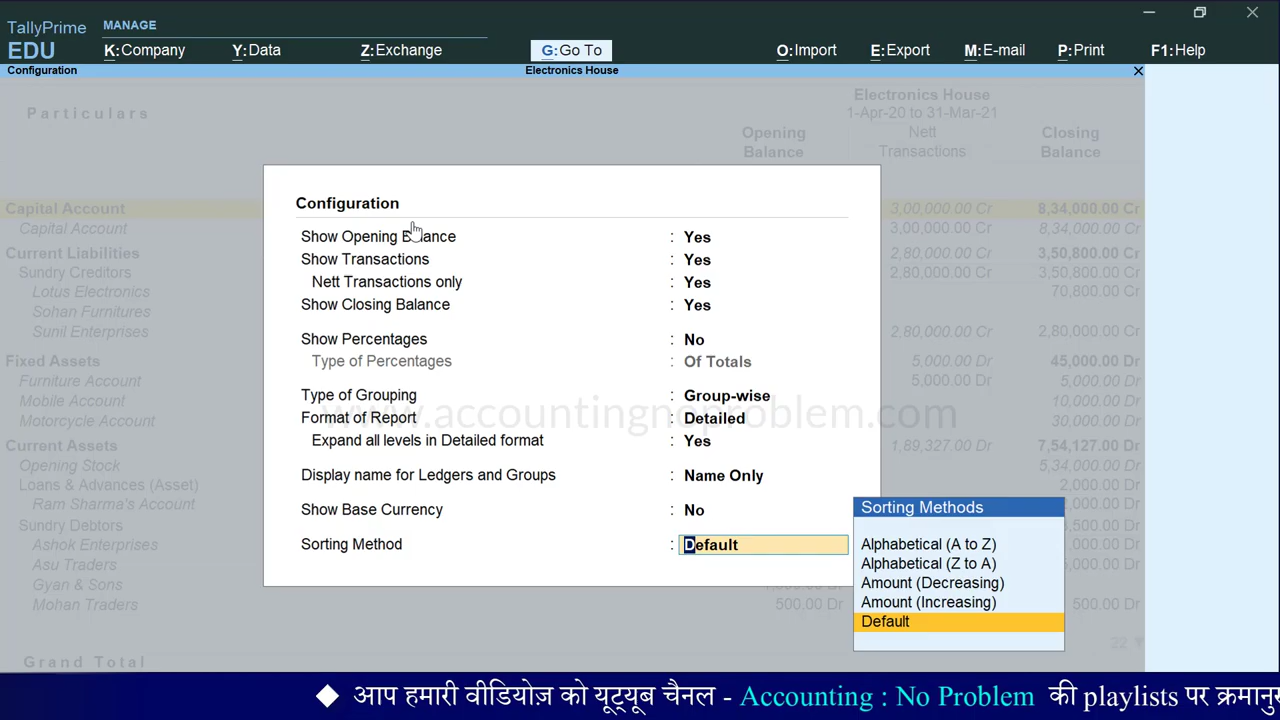 TallyPrime MANAGE
EDU K:Company Y:Data Z:Exchange G:Go To O:Import E:Export M:E-mail P:Print F1:Help
Configuration Electronics House
Particulars Electronics House
1-Apr-20 to 31-Mar-21
Opening Balance Nett Transactions Closing Balance
Configuration
Show Opening Balance : Yes
Show Transactions : Yes
Nett Transactions only : Yes
Show Closing Balance : Yes
Show Percentages : No
Type of Percentages : Of Totals
Type of Grouping : Group-wise
Format of Report : Detailed
Expand all levels in Detailed format : Yes
Display name for Ledgers and Groups : Name Only
Show Base Currency : No
Sorting Method : Default
Sorting Methods
Alphabetical (A to Z)
Alphabetical (Z to A)
Amount (Decreasing)
Amount (Increasing)
Default
Capital Account 3,00,000.00 Cr 8,34,000.00 Cr
Capital Account 3,00,000.00 Cr 8,34,000.00 Cr
Current Liabilities 2,80,000.00 Cr 3,50,800.00 Cr
Sundry Creditors 2,80,000.00 Cr 3,50,800.00 Cr
Lotus Electronics 70,800.00 Cr
Sohan Furnitures
Sunil Enterprises 2,80,000.00 Cr 2,80,000.00 Cr
Fixed Assets 5,000.00 Dr 45,000.00 Dr
Furniture Account 5,000.00 Dr 5,000.00 Dr
Mobile Account 10,000.00 Dr
Motorcycle Account 30,000.00 Dr
Current Assets 1,89,327.00 Dr 7,54,127.00 Dr
Opening Stock 5,34,000.00 Dr
Loans & Advances (Asset) 2,000.00 Dr
Ram Sharma's Account
Sundry Debtors
Ashok Enterprises
Asu Traders
Gyan & Sons
Mohan Traders 500.00 Dr 500.00 Dr
22
Grand Total
www.accountingnoproblem.com
◆ आप हमारी वीडियोज़ को यूट्यूब चैनल - Accounting : No Problem की playlists पर क्रमानु